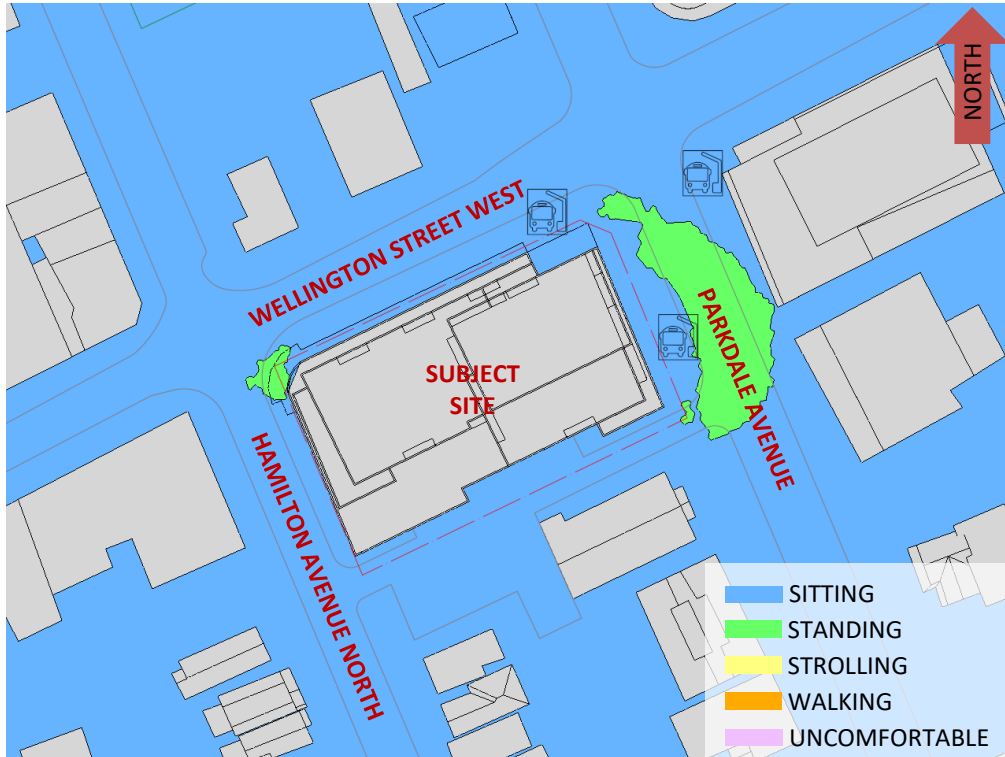 NORTH
WELLINGTON STREET WEST
PARKDALE AVENUE
SUBJECT
SITE
HAMILTON AVENUE NORTH
SITTING
STANDING
STROLLING
WALKING
UNCOMFORTABLE